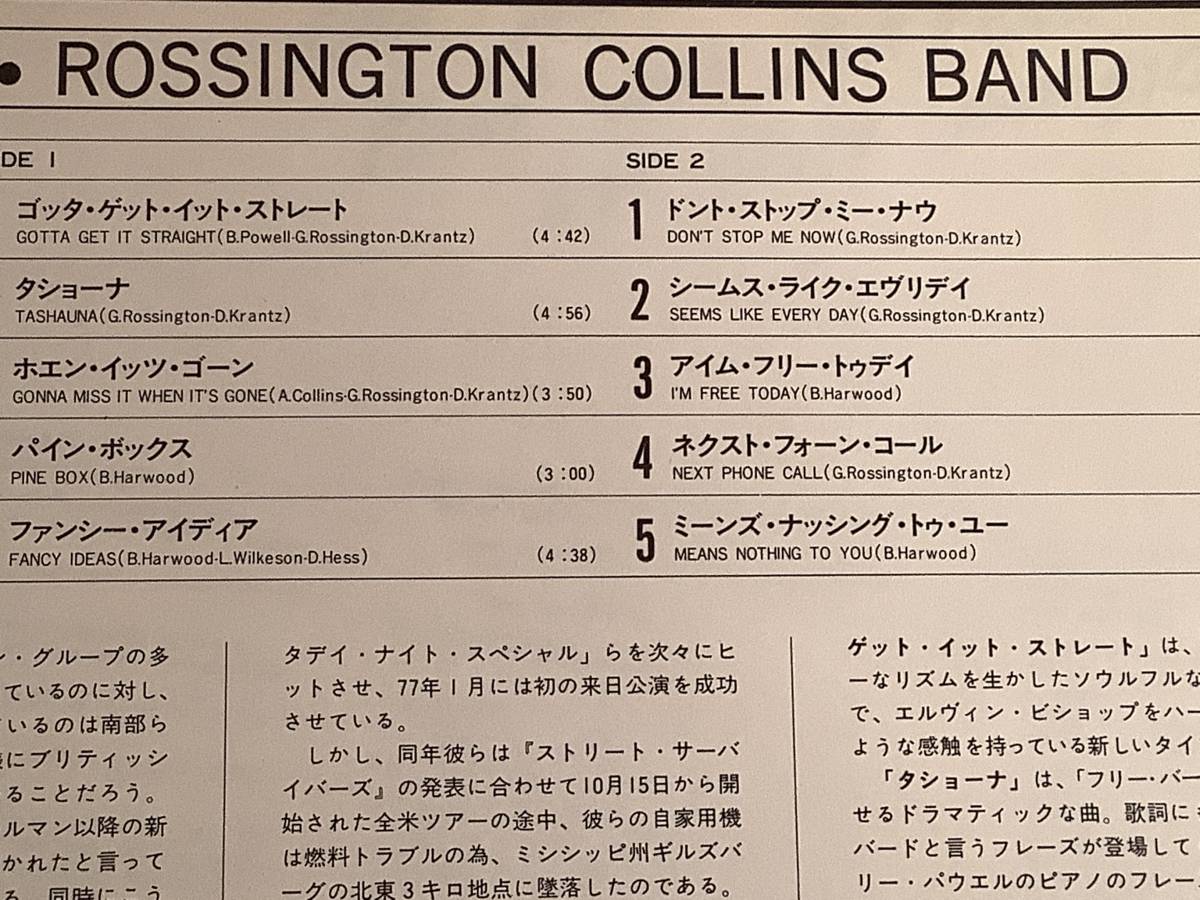 • ROSSINGTON COLLINS BAND
DE 1
ゴッタ・ゲット・イット・ストレート
GOTTA GET IT STRAIGHT(B.Powell-G.Rossington-D.Krantz) (4:42)
タショーナ
TASHAUNA(G.Rossington-D.Krantz) (4:56)
ホエン・イッツ・ゴーン
GONNA MISS IT WHEN IT'S GONE(A.Collins-G.Rossington-D.Krantz)(3:50)
パイン・ボックス
PINE BOX(B.Harwood) (3:00)
ファンシー・アイディア
FANCY IDEAS(B.Harwood-L.Wilkeson-D.Hess) (4:38)
SIDE 2
1 ドント・ストップ・ミー・ナウ
DON'T STOP ME NOW(G.Rossington-D.Krantz)
2 シームス・ライク・エヴリデイ
SEEMS LIKE EVERY DAY(G.Rossington-D.Krantz)
3 アイム・フリー・トゥデイ
I'M FREE TODAY(B.Harwood)
4 ネクスト・フォーン・コール
NEXT PHONE CALL(G.Rossington-D.Krantz)
5 ミーンズ・ナッシング・トゥ・ユー
MEANS NOTHING TO YOU(B.Harwood)
ン・グループの多
ているのに対し、
いるのは南部ら
にブリティッシ
ることだろう。
ルマン以降の新
かれたと言って
る。同時にこう
タデイ・ナイト・スペシャル」らを次々にヒ
ットさせ、77年1月には初の来日公演を成功
させている。
しかし、同年彼らは『ストリート・サーバ
イバーズ』の発表に合わせて10月15日から開
始された全米ツアーの途中、彼らの自家用機
は燃料トラブルの為、ミシシッピ州ギルズバ
ーグの北東3キロ地点に墜落したのである。
ゲット・イット・ストレート」は、
ーなリズムを生かしたソウルフルな
で、エルヴィン・ビショップをハー
ような感触を持っている新しいタイ
「タショーナ」は、「フリー・バー
せるドラマティックな曲。歌詞に
バードと言うフレーズが登場して
リー・パウエルのピアノのフレー